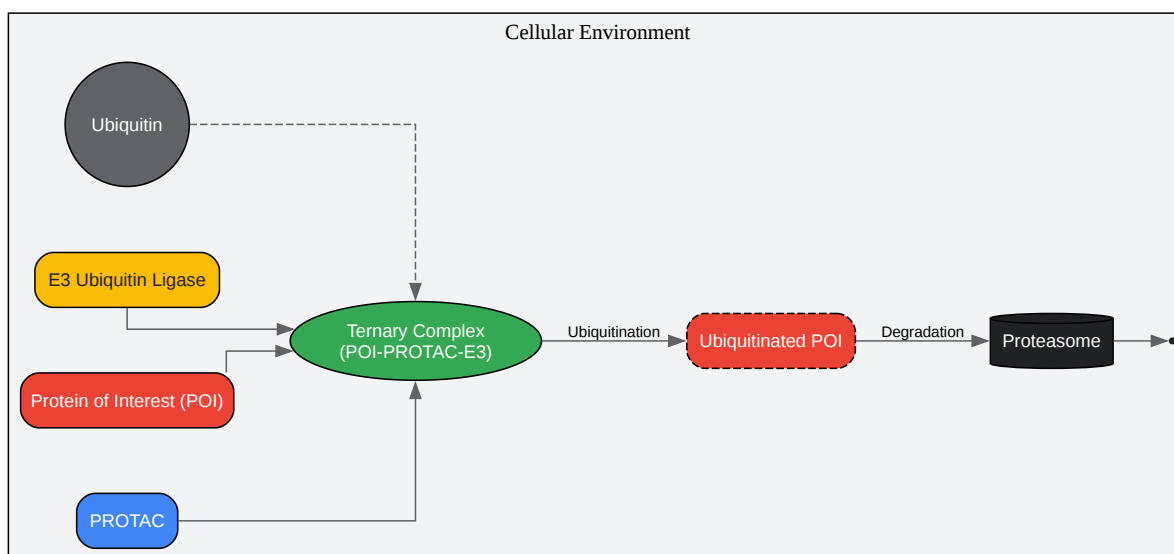 Cellular Environment
Ubiquitin
E3 Ubiquitin Ligase
Ternary Complex
(POI-PROTAC-E3)
Ubiquitination
Ubiquitinated POI
Degradation
Proteasome
Protein of Interest (POI)
PROTAC